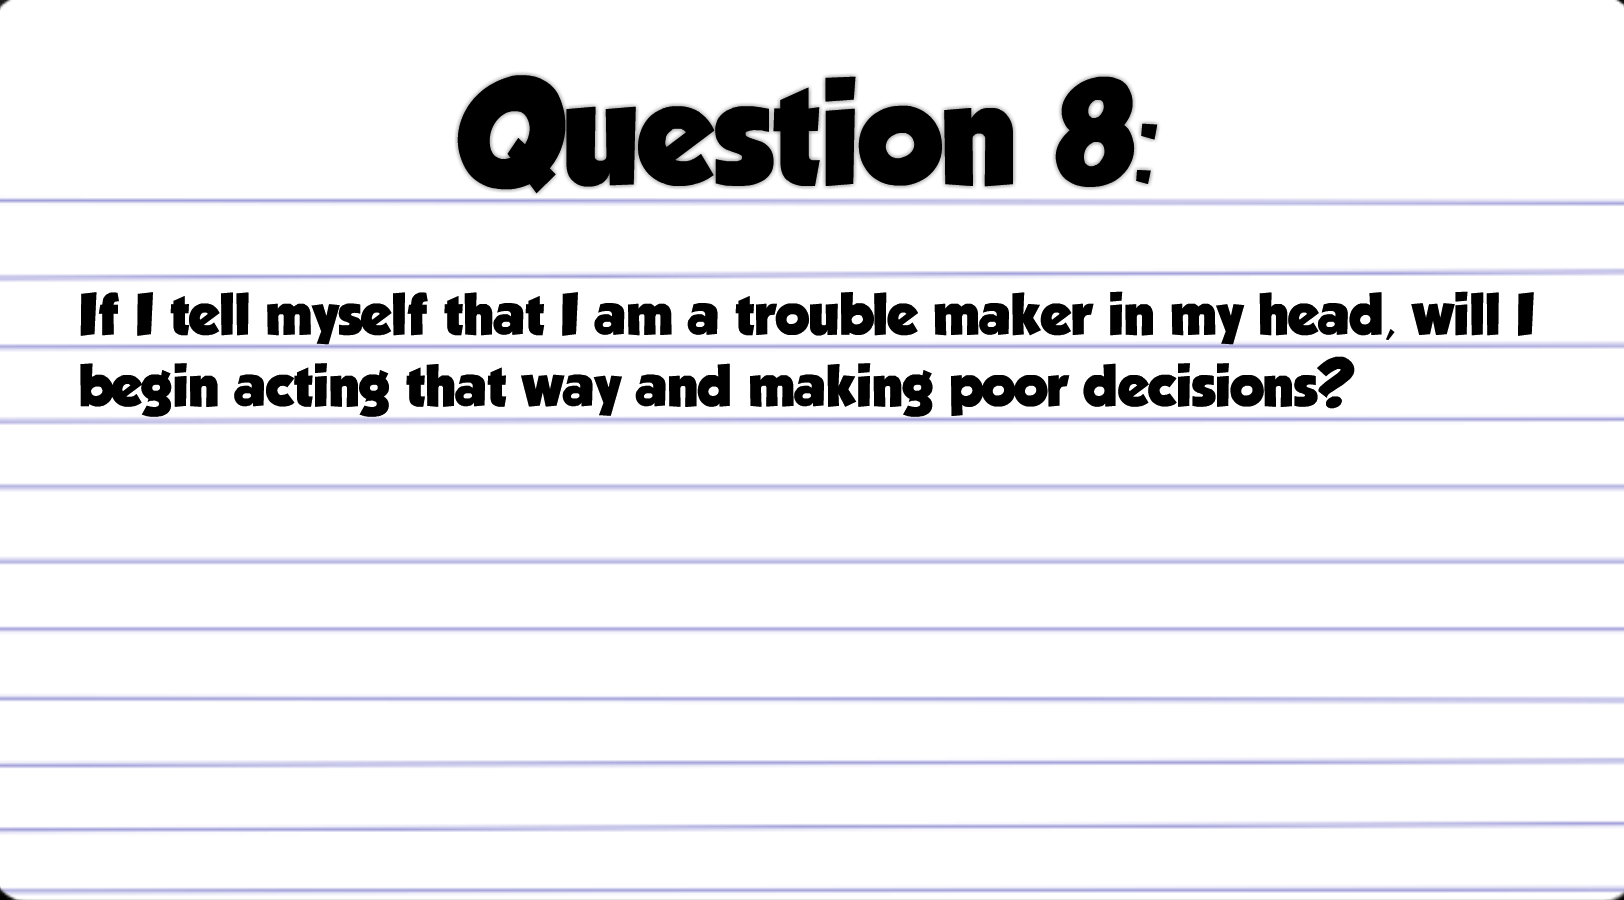 Question 8:
If I tell myself that I am a trouble maker in my head, will I
begin acting that way and making poor decisions?